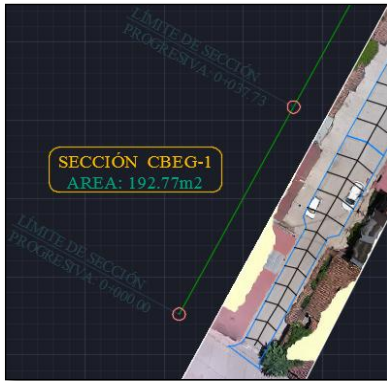 LÍMITE DE SECCIÓN
PROGRESIVA: 0+037.73
SECCIÓN CBEG-1
AREA: 192.77m2
LÍMITE DE SECCIÓN
PROGRESIVA: 0+000.00